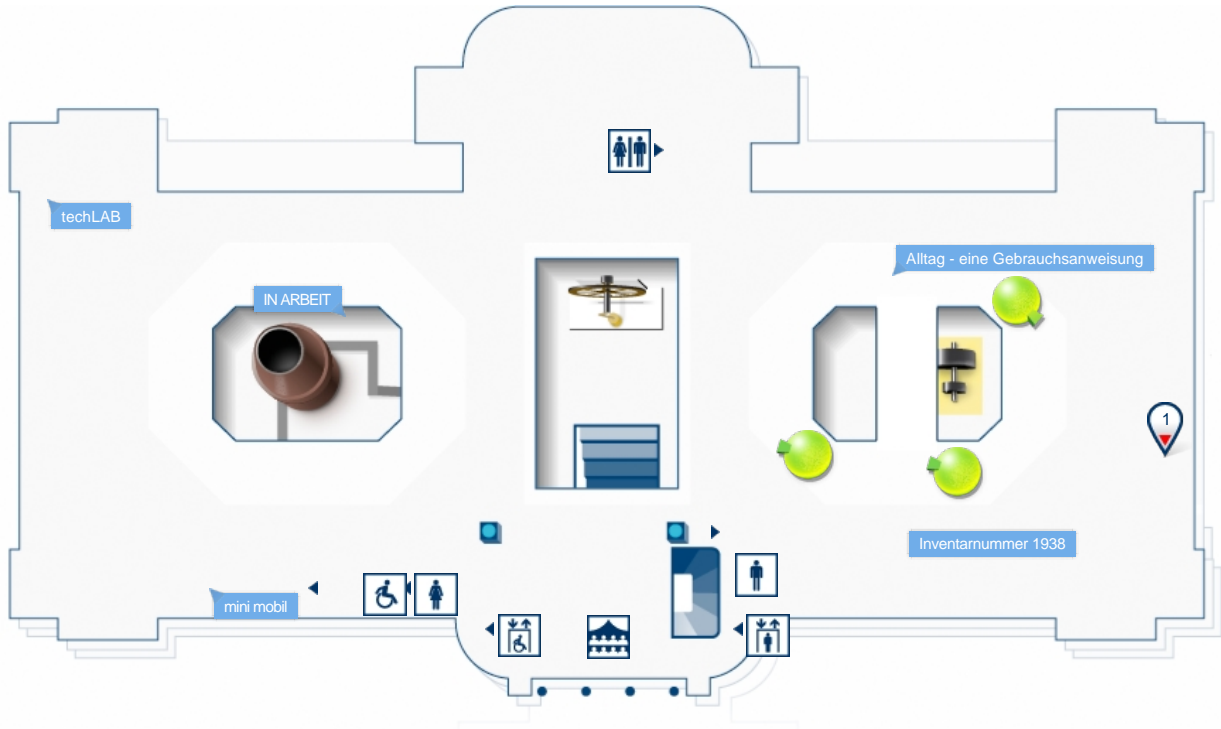 techLAB
Alltag - eine Gebrauchsanweisung
IN ARBEIT
1
Inventarnummer 1938
mini mobil